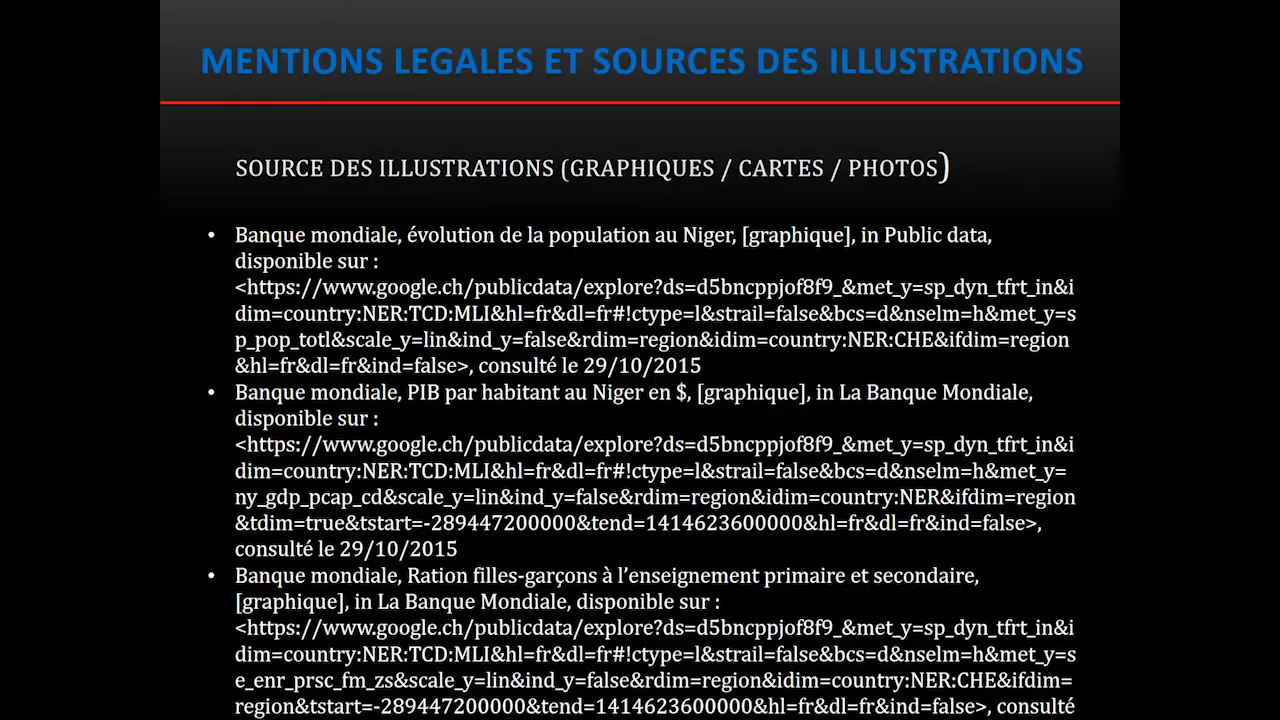 MENTIONS LEGALES ET SOURCES DES ILLUSTRATIONS
SOURCE DES ILLUSTRATIONS (GRAPHIQUES / CARTES / PHOTOS)
• Banque mondiale, évolution de la population au Niger, [graphique], in Public data,
disponible sur :
<https://www.google.ch/publicdata/explore?ds=d5bncppjof8f9_&met_y=sp_dyn_tfrt_in&i
dim=country:NER:TCD:MLI&hl=fr&dl=fr#!ctype=l&strail=false&bcs=d&nselm=h&met_y=s
p_pop_totl&scale_y=lin&ind_y=false&rdim=region&idim=country:NER:CHE&ifdim=region
&hl=fr&dl=fr&ind=false>, consulté le 29/10/2015
• Banque mondiale, PIB par habitant au Niger en $, [graphique], in La Banque Mondiale,
disponible sur :
<https://www.google.ch/publicdata/explore?ds=d5bncppjof8f9_&met_y=sp_dyn_tfrt_in&i
dim=country:NER:TCD:MLI&hl=fr&dl=fr#!ctype=l&strail=false&bcs=d&nselm=h&met_y=
ny_gdp_pcap_cd&scale_y=lin&ind_y=false&rdim=region&idim=country:NER&ifdim=region
&tdim=true&tstart=-289447200000&tend=1414623600000&hl=fr&dl=fr&ind=false>,
consulté le 29/10/2015
• Banque mondiale, Ration filles-garçons à l’enseignement primaire et secondaire,
[graphique], in La Banque Mondiale, disponible sur :
<https://www.google.ch/publicdata/explore?ds=d5bncppjof8f9_&met_y=sp_dyn_tfrt_in&i
dim=country:NER:TCD:MLI&hl=fr&dl=fr#!ctype=l&strail=false&bcs=d&nselm=h&met_y=s
e_enr_prsc_fm_zs&scale_y=lin&ind_y=false&rdim=region&idim=country:NER:CHE&ifdim=
region&tstart=-289447200000&tend=1414623600000&hl=fr&dl=fr&ind=false>, consulté